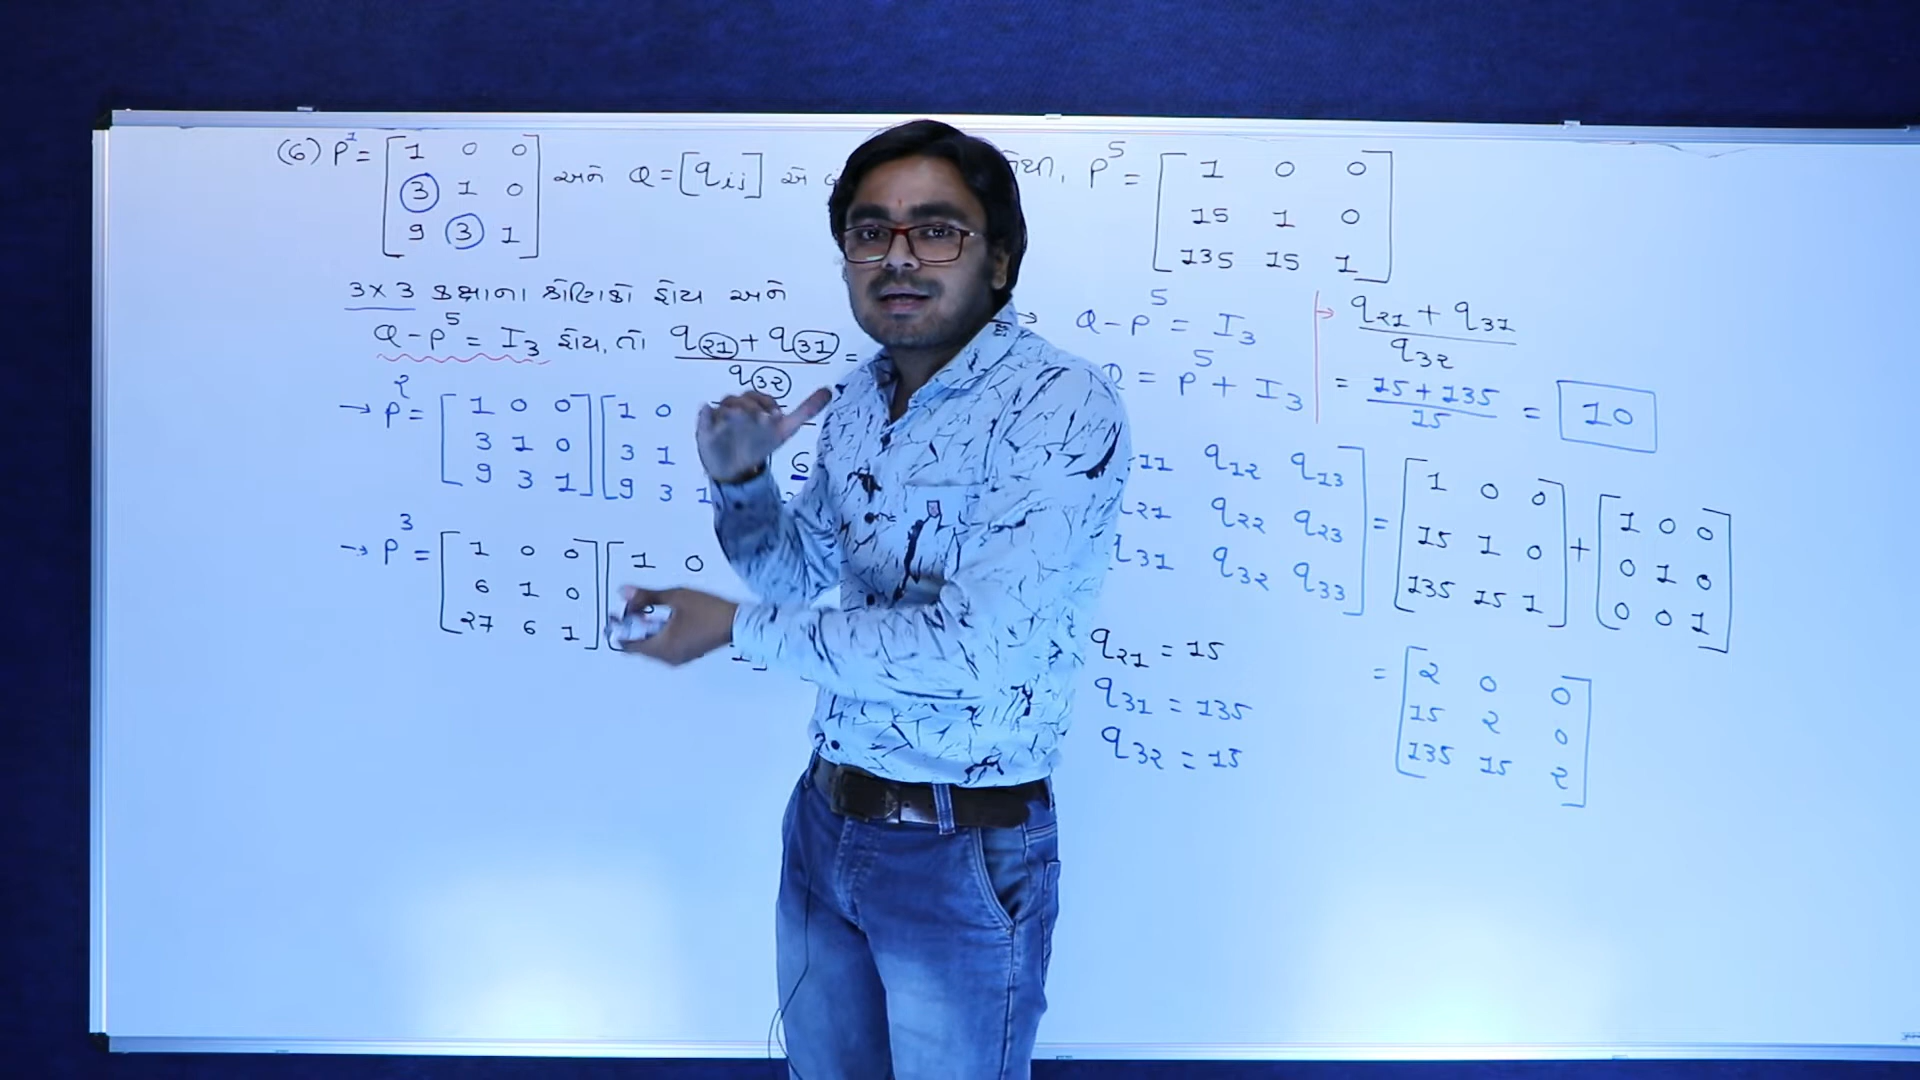 (6) P¹ = [1 0 0
3 1 0
9 3 1] અને Q = [qij] એ
3x3 કક્ષાના શ્રેણિકો હોય અને
Q - P⁵ = I₃ હોય, તો (q₂₁ + q₃₁) / q₃₂ =
→ P² = [1 0 0
3 1 0
9 3 1] [1 0
3 1
9 3 1
6
→ P³ = [1 0 0
6 1 0
27 6 1] [1 0
P⁵ = [1 0 0
15 1 0
135 15 1]
→ Q - P⁵ = I₃
Q = P⁵ + I₃
q₁₂ q₁₃
q₂₁ q₂₂ q₂₃
q₃₁ q₃₂ q₃₃]
= [1 0 0
15 1 0
135 15 1] + [1 0 0
0 1 0
0 0 1]
= [2 0 0
15 2 0
135 15 2]
q₂₁ = 15
q₃₁ = 135
q₃₂ = 15
→ (q₂₁ + q₃₁) / q₃₂
= (15 + 135) / 15 = 10